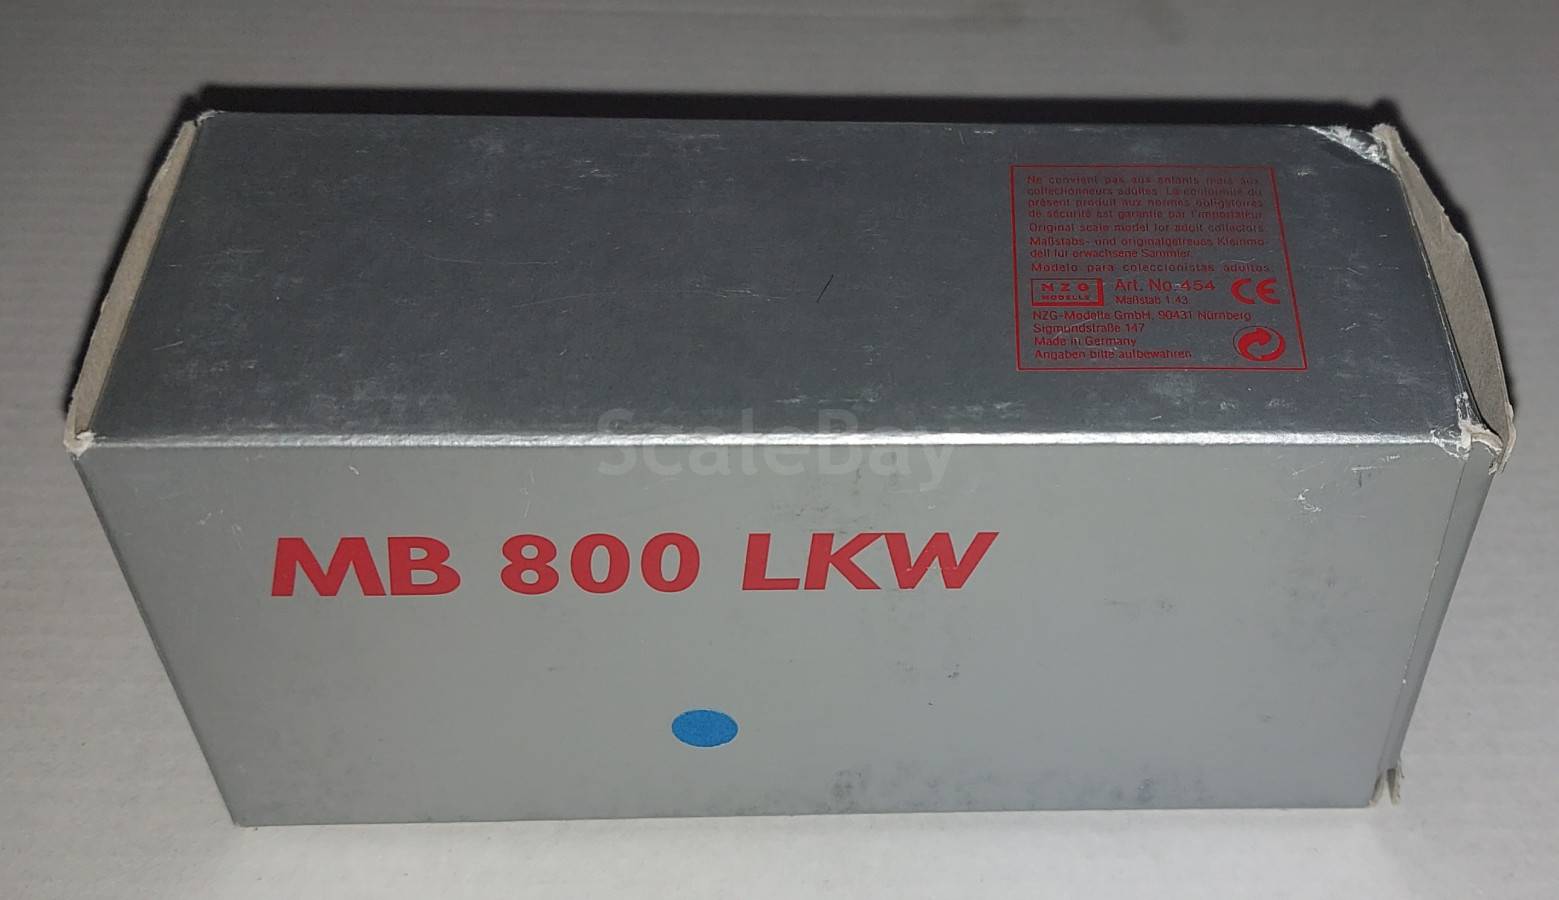 Ne convient pas aux enfants mais aux
collectionneurs adultes. La conformité du
présent produit aux normes obligatoires
de sécurité est garantie par l'importateur.
Original scale model for adult collectors.
Maßstabs- und originalgetreues Kleinmo-
dell für erwachsene Sammler.
Modelo para coleccionistas adultos.
NZG
MODELLE
Art. No. 454
Maßstab 1:43
CE
NZG-Modelle GmbH, 90431 Nürnberg
Sigmundstraße 147
Made in Germany
Angaben bitte aufbewahren
ScaleBay
MB 800 LKW